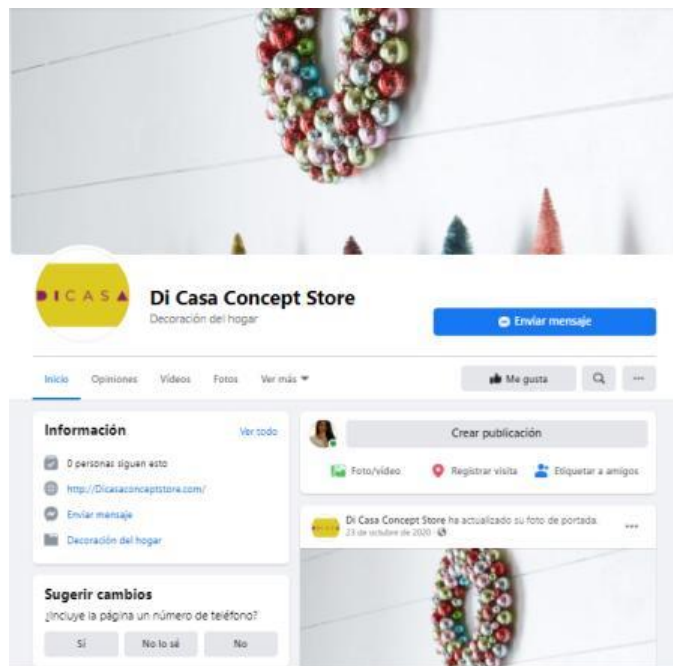 DICASA
Di Casa Concept Store
Decoración del hogar
Enviar mensaje
Inicio Opiniones Vídeos Fotos Ver más
Me gusta
Información Ver todo
0 personas siguen esto
http://Dicasaconceptstore.com/
Enviar mensaje
Decoración del hogar
Sugerir cambios
¿Incluye la página un número de teléfono?
Sí No lo sé No
Crear publicación
Foto/vídeo Registrar visita Etiquetar a amigos
Di Casa Concept Store ha actualizado su foto de portada.
23 de octubre de 2020